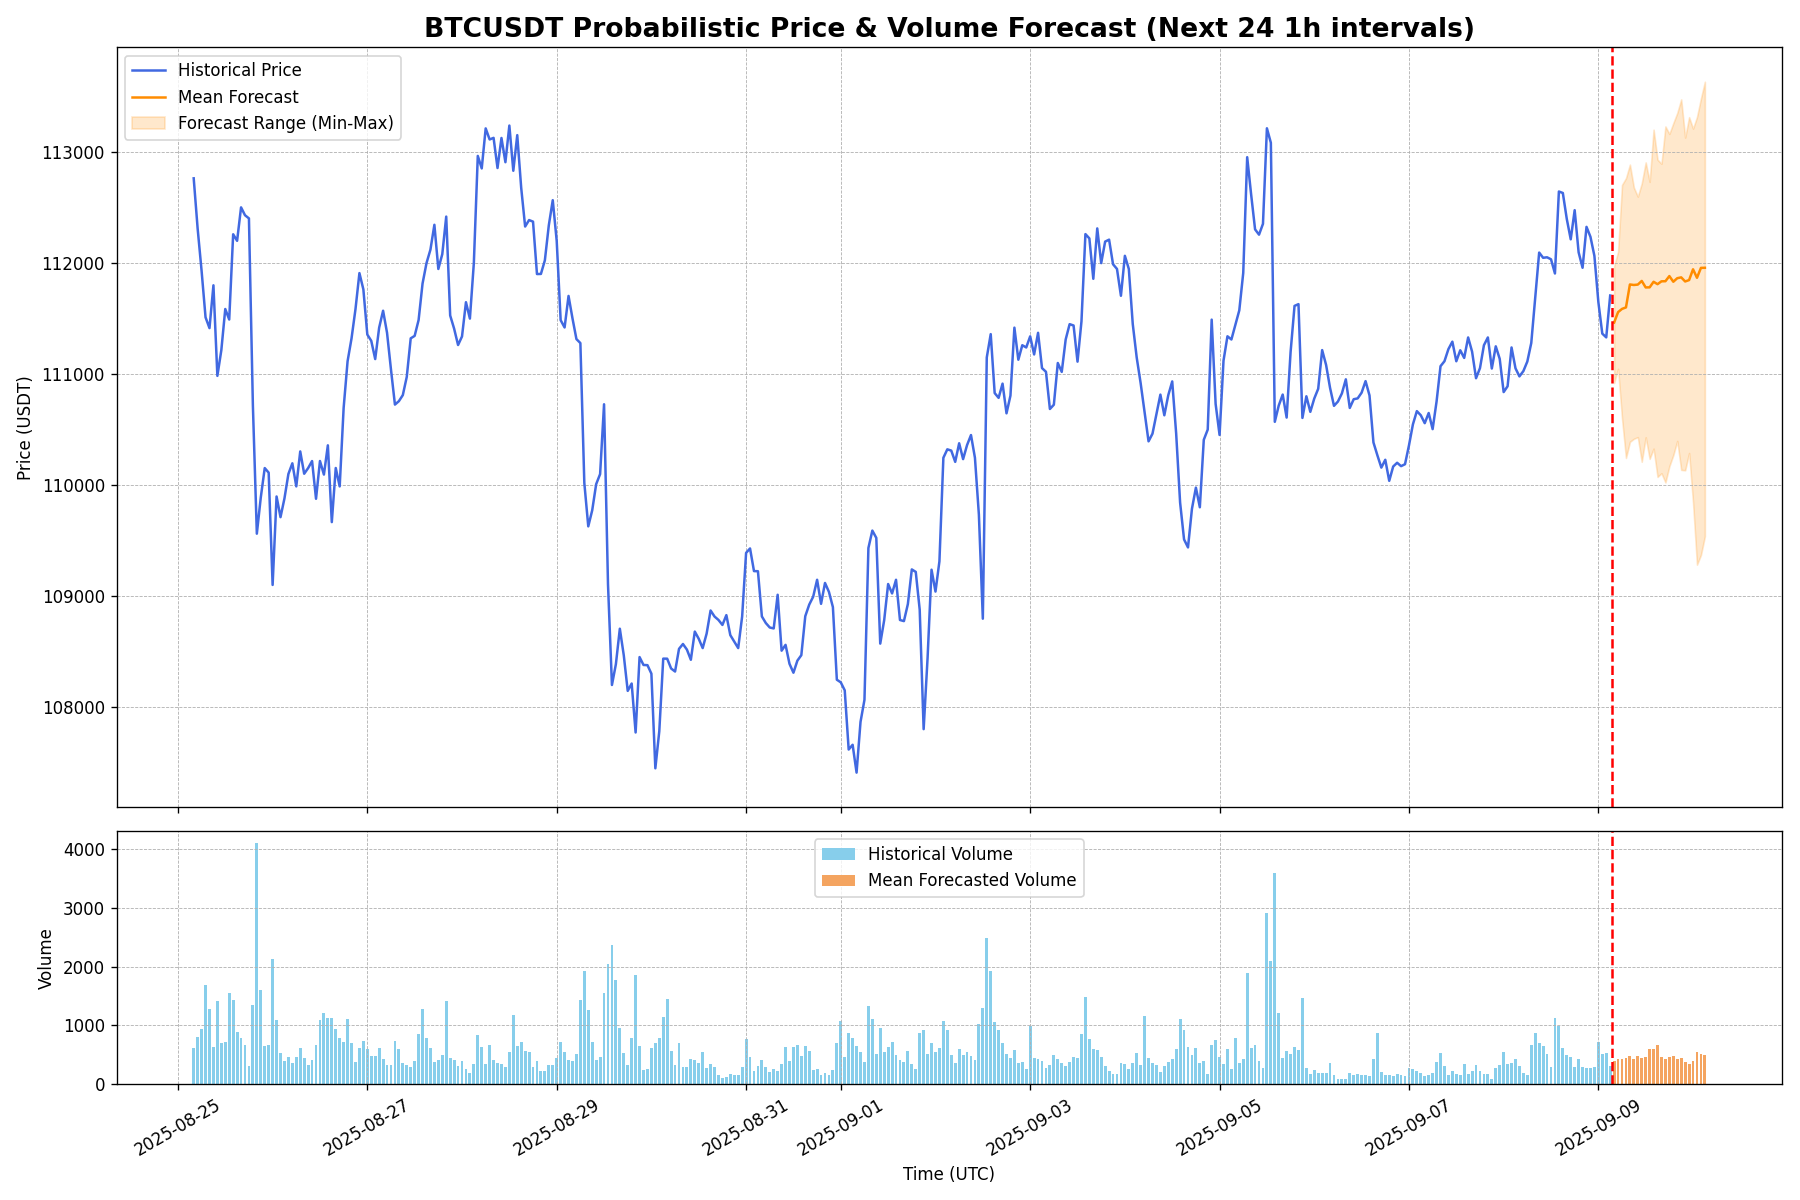 BTCUSDT Probabilistic Price & Volume Forecast (Next 24 1h intervals)
Historical Price
Mean Forecast
Forecast Range (Min-Max)
Price (USDT)
113000
112000
111000
110000
109000
108000
Historical Volume
Mean Forecasted Volume
Volume
4000
3000
2000
1000
0
2025-08-25
2025-08-27
2025-08-29
2025-08-31
2025-09-01
2025-09-03
2025-09-05
2025-09-07
2025-09-09
Time (UTC)